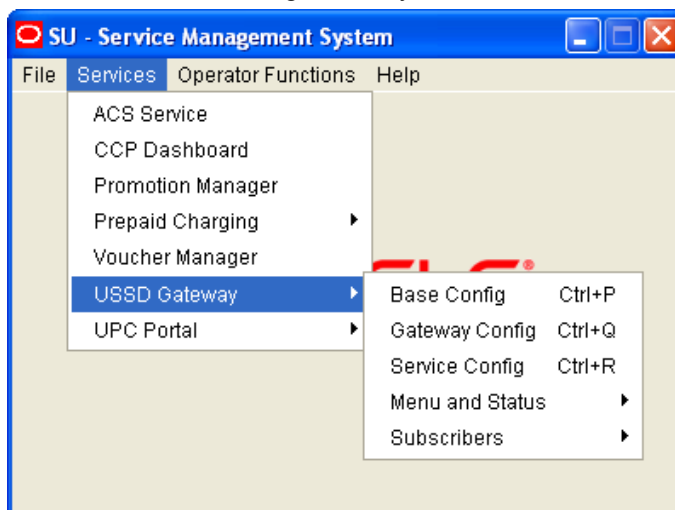 SU - Service Management System
File Services Operator Functions Help
ACS Service
CCP Dashboard
Promotion Manager
Prepaid Charging
Voucher Manager
USSD Gateway
UPC Portal
Base Config Ctrl+P
Gateway Config Ctrl+Q
Service Config Ctrl+R
Menu and Status
Subscribers